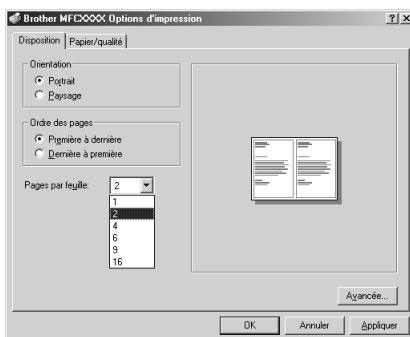 Brother MFCXXXX Options d'impression
Disposition
Papier/qualité
Orientation
Portrait
Paysage
Ordre des pages
Première à dernière
Dernière à première
Pages par feuille:
2
1
2
4
6
9
16
Avancée...
OK
Annuler
Appliquer